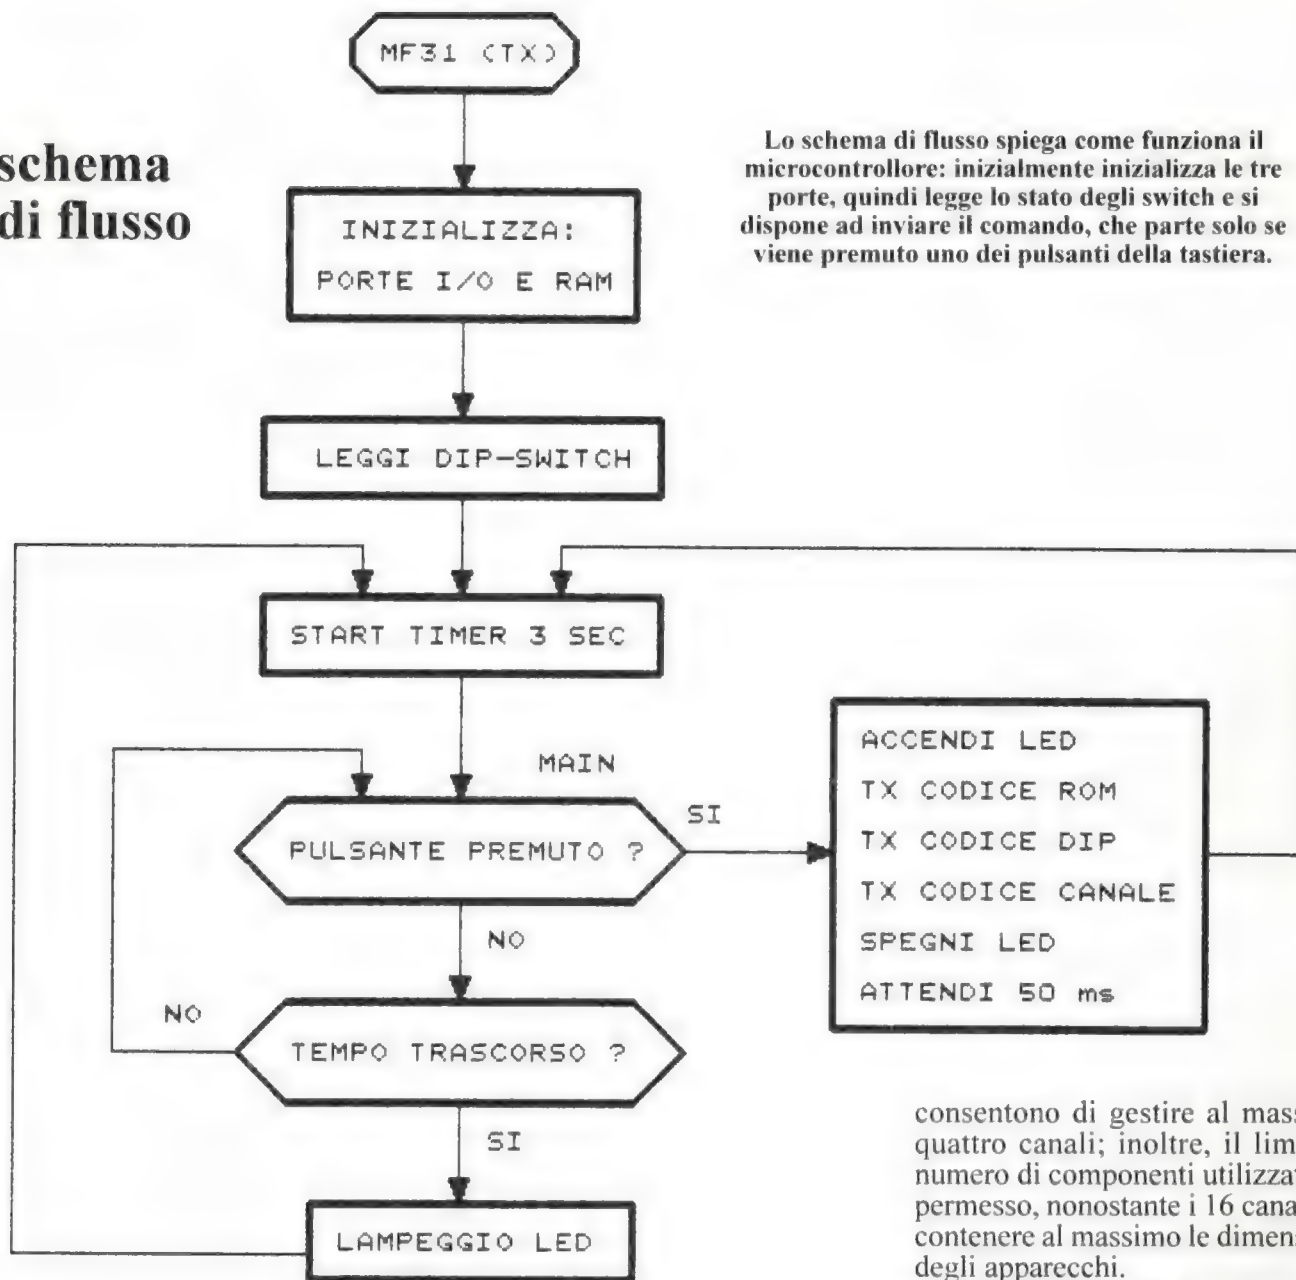 schema
di flusso
MF31 (TX)
Lo schema di flusso spiega come funziona il
microcontrollore: inizialmente inizializza le tre
porte, quindi legge lo stato degli switch e si
dispone ad inviare il comando, che parte solo se
viene premuto uno dei pulsanti della tastiera.
INIZIALIZZA:
PORTE I/O E RAM
LEGGI DIP-SWITCH
START TIMER 3 SEC
MAIN
PULSANTE PREMUTO ?
SI
ACCENDI LED
TX CODICE ROM
TX CODICE DIP
TX CODICE CANALE
SPEGNI LED
ATTENDI 50 ms
NO
TEMPO TRASCORSO ?
NO
SI
LAMPEGGIO LED
consentono di gestire al mass
quattro canali; inoltre, il lim
numero di componenti utilizza
permesso, nonostante i 16 cana
contenere al massimo le dimen
degli apparecchi.